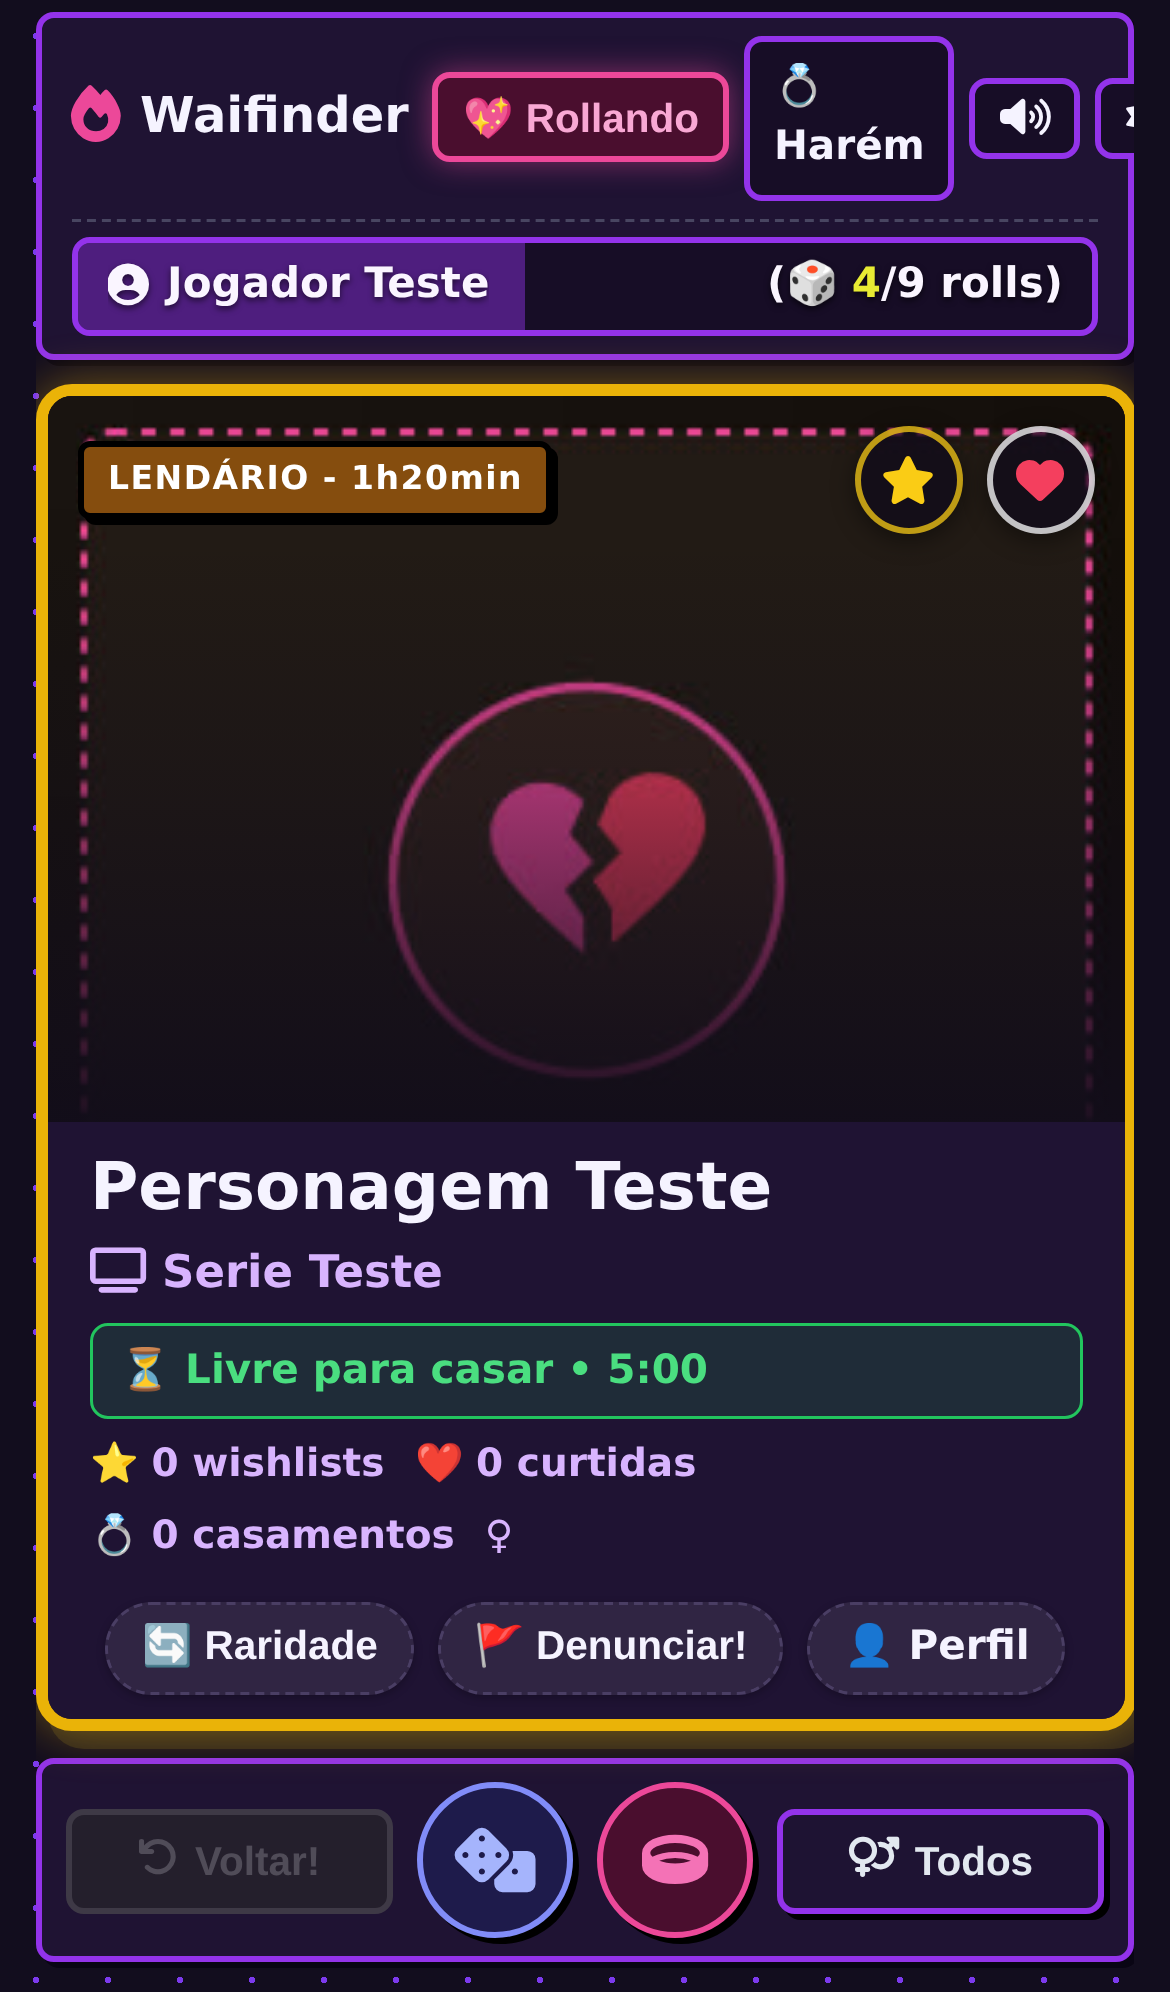 Waifinder
💖 Rollando
💍
Harém
Jogador Teste
(🎲 4/9 rolls)
LENDÁRIO - 1h20min
Personagem Teste
Serie Teste
⏳ Livre para casar • 5:00
⭐ 0 wishlists ❤️ 0 curtidas
💍 0 casamentos ♀
🔄 Raridade
🚩 Denunciar!
👤 Perfil
Voltar!
Todos